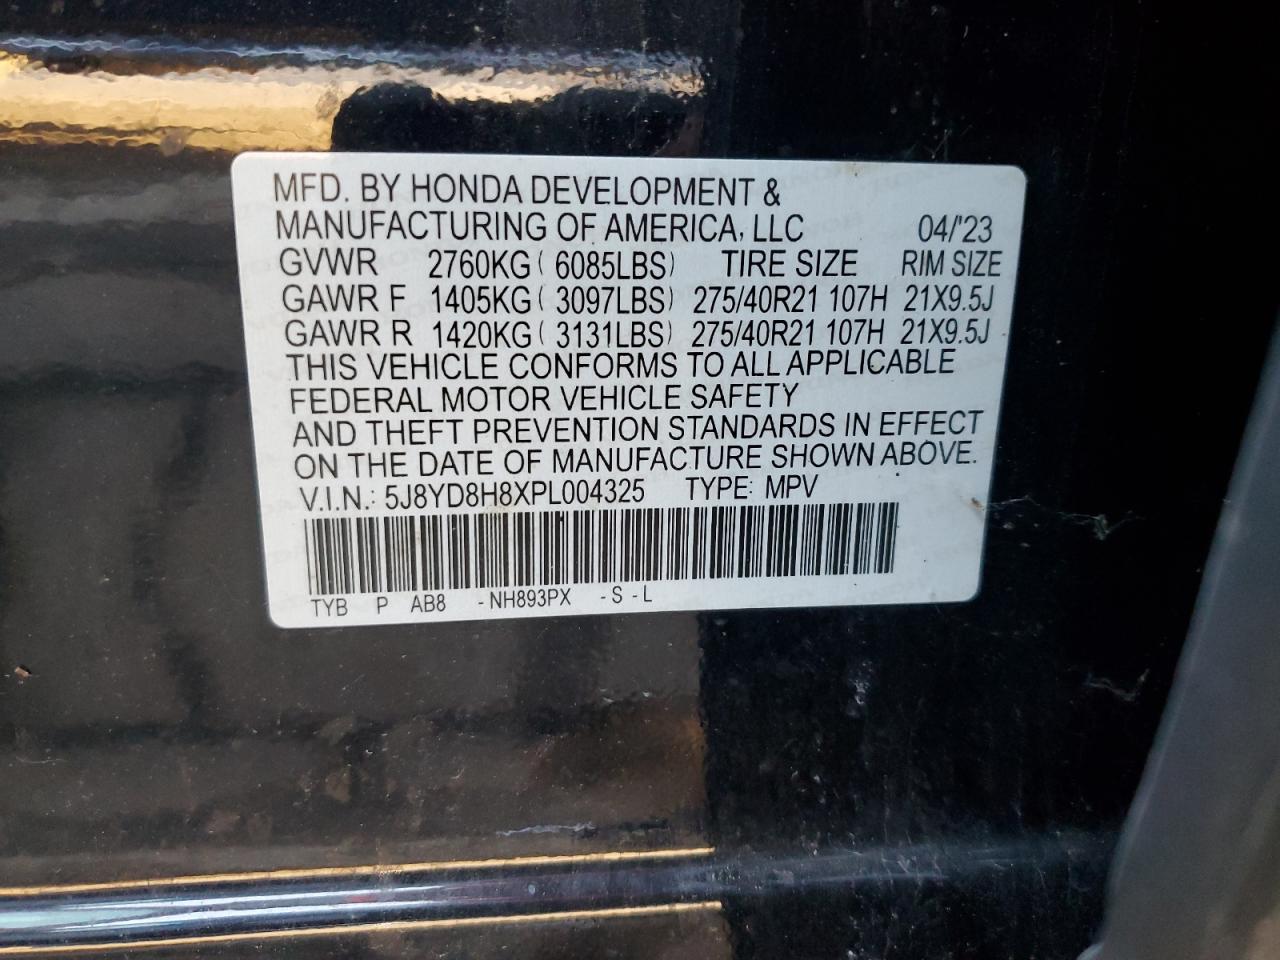 MFD. BY HONDA DEVELOPMENT &
MANUFACTURING OF AMERICA, LLC 04/'23
GVWR 2760KG ( 6085LBS) TIRE SIZE RIM SIZE
GAWR F 1405KG ( 3097LBS) 275/40R21 107H 21X9.5J
GAWR R 1420KG ( 3131LBS) 275/40R21 107H 21X9.5J
THIS VEHICLE CONFORMS TO ALL APPLICABLE
FEDERAL MOTOR VEHICLE SAFETY
AND THEFT PREVENTION STANDARDS IN EFFECT
ON THE DATE OF MANUFACTURE SHOWN ABOVE.
V.I.N.: 5J8YD8H8XPL004325 TYPE: MPV
TYB P AB8 -NH893PX -S -L